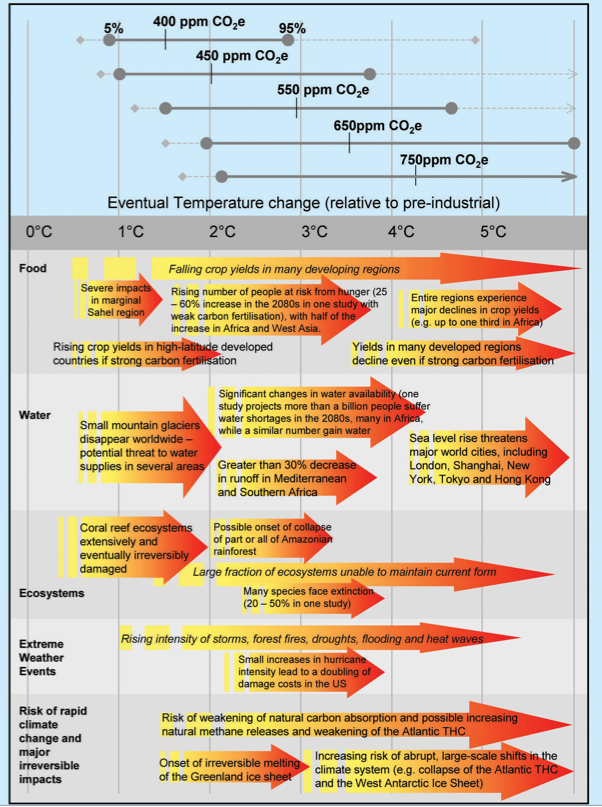 400 ppm CO₂e
5%
95%
450 ppm CO₂e
550 ppm CO₂e
650ppm CO₂e
750ppm CO₂e
Eventual Temperature change (relative to pre-industrial)
0°C 1°C 2°C 3°C 4°C 5°C
Food
Falling crop yields in many developing regions
Severe impacts
in marginal
Sahel region
Rising number of people at risk from hunger (25
– 60% increase in the 2080s in one study with
weak carbon fertilisation), with half of the
increase in Africa and West Asia.
Entire regions experience
major declines in crop yields
(e.g. up to one third in Africa)
Rising crop yields in high-latitude developed
countries if strong carbon fertilisation
Yields in many developed regions
decline even if strong carbon fertilisation
Water
Small mountain glaciers
disappear worldwide –
potential threat to water
supplies in several areas
Significant changes in water availability (one
study projects more than a billion people suffer
water shortages in the 2080s, many in Africa,
while a similar number gain water
Greater than 30% decrease
in runoff in Mediterranean
and Southern Africa
Sea level rise threatens
major world cities, including
London, Shanghai, New
York, Tokyo and Hong Kong
Ecosystems
Coral reef ecosystems
extensively and
eventually irreversibly
damaged
Possible onset of collapse
of part or all of Amazonian
rainforest
Large fraction of ecosystems unable to maintain current form
Many species face extinction
(20 – 50% in one study)
Extreme
Weather
Events
Rising intensity of storms, forest fires, droughts, flooding and heat waves
Small increases in hurricane
intensity lead to a doubling of
damage costs in the US
Risk of rapid
climate
change and
major
irreversible
impacts
Risk of weakening of natural carbon absorption and possible increasing
natural methane releases and weakening of the Atlantic THC
Onset of irreversible melting
of the Greenland ice sheet
Increasing risk of abrupt, large-scale shifts in the
climate system (e.g. collapse of the Atlantic THC
and the West Antarctic Ice Sheet)